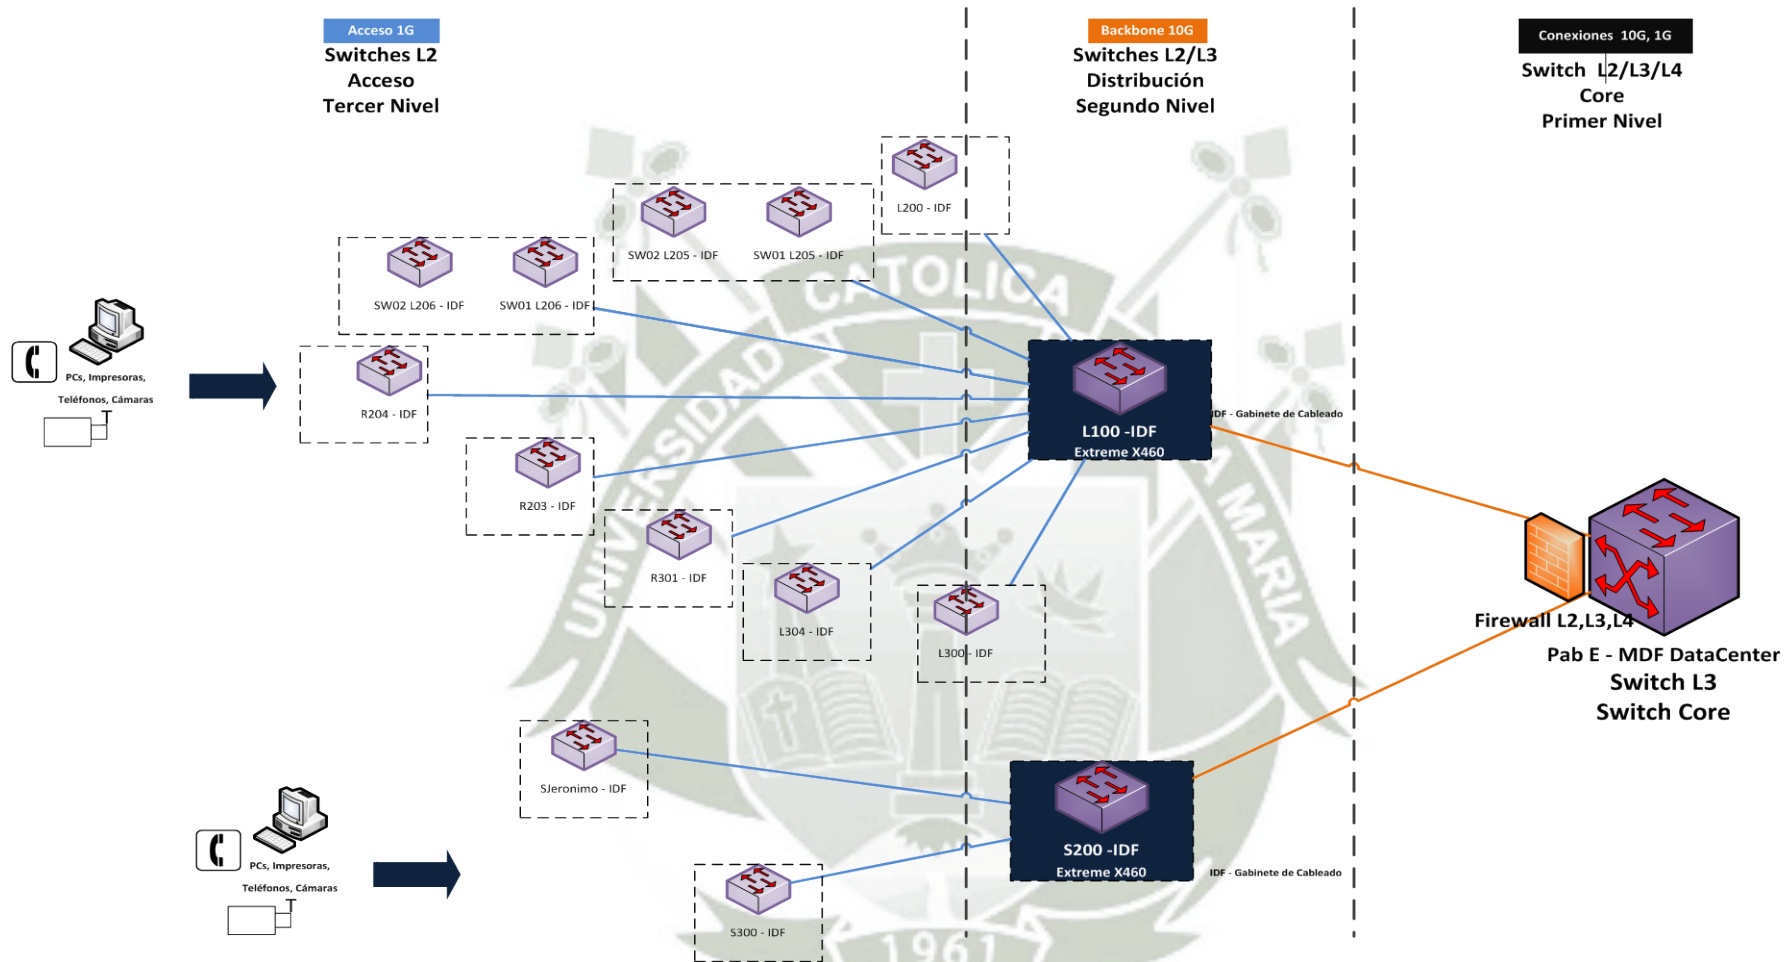 Acceso 1G
Switches L2
Acceso
Tercer Nivel
Backbone 10G
Switches L2/L3
Distribución
Segundo Nivel
Conexiones 10G, 1G
Switch L2/L3/L4
Core
Primer Nivel
L200 - IDF
SW02 L205 - IDF
SW01 L205 - IDF
SW02 L206 - IDF
SW01 L206 - IDF
PCs, Impresoras,
Teléfonos, Cámaras
R204 - IDF
L100 -IDF
Extreme X460
IDF - Gabinete de Cableado
R203 - IDF
R301 - IDF
L304 - IDF
L300 - IDF
Firewall L2,L3,L4
Pab E - MDF DataCenter
Switch L3
Switch Core
SJeronimo - IDF
PCs, Impresoras,
Teléfonos, Cámaras
S200 -IDF
Extreme X460
IDF - Gabinete de Cableado
S300 - IDF
UNIVERSIDAD CATOLICA
A MARIA
1961